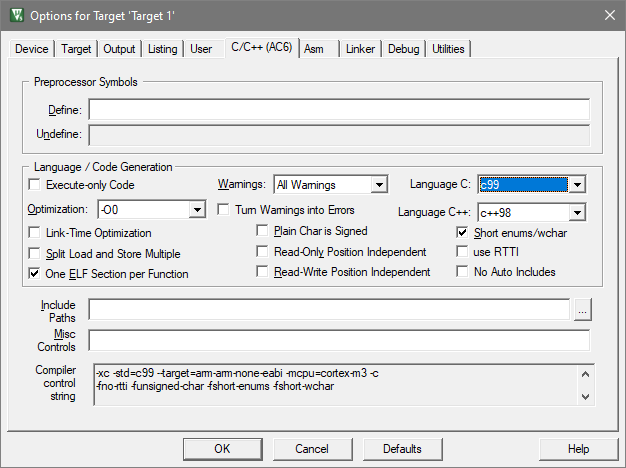 Options for Target 'Target 1'
Device Target Output Listing User C/C++ (AC6) Asm Linker Debug Utilities
Preprocessor Symbols
Define:
Undefine:
Language / Code Generation
Execute-only Code Warnings: All Warnings Language C: c99
Optimization: -O0 Turn Warnings into Errors Language C++: c++98
Link-Time Optimization Plain Char is Signed Short enums/wchar
Split Load and Store Multiple Read-Only Position Independent use RTTI
One ELF Section per Function Read-Write Position Independent No Auto Includes
Include
Paths ...
Misc
Controls
Compiler
control
string
-xc -std=c99 --target=arm-arm-none-eabi -mcpu=cortex-m3 -c
-fno-rtti -funsigned-char -fshort-enums -fshort-wchar
OK Cancel Defaults Help